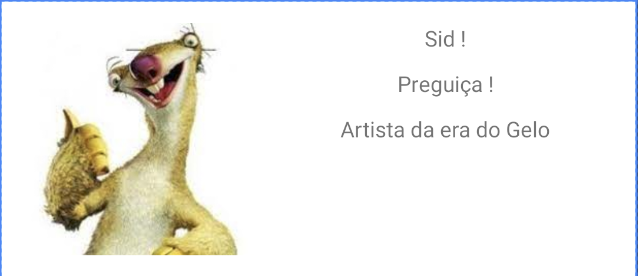 Sid !
Preguiça !
Artista da era do Gelo